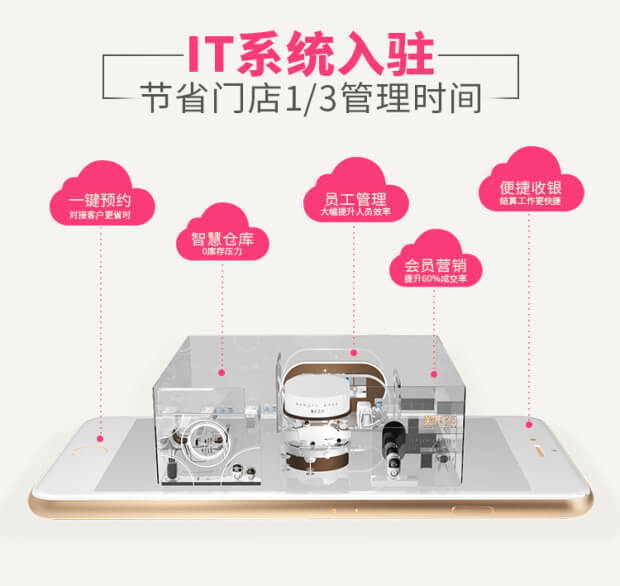 IT系统入驻
节省门店1/3管理时间
一键预约
对接客户更省时
智慧仓库
0库存压力
员工管理
大幅提升人员效率
会员营销
提升60%成交率
便捷收银
结算工作更快捷